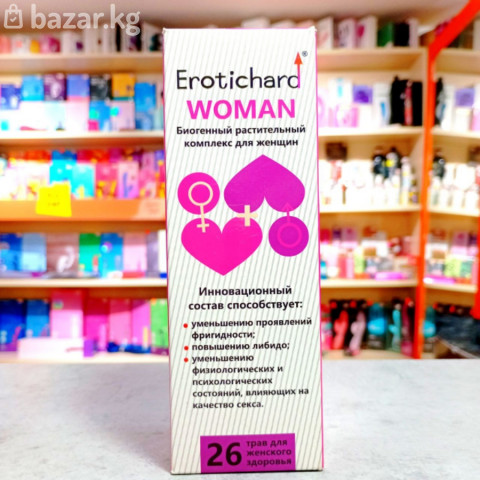 bazar.kg
Erotichard®
WOMAN
Биогенный растительный
комплекс для женщин
Инновационный
состав способствует:
• уменьшению проявлений
фригидности;
• повышению либидо;
• уменьшению
физиологических и
психологических
состояний, влияющих на
качество секса.
26 трав для
женского
здоровья